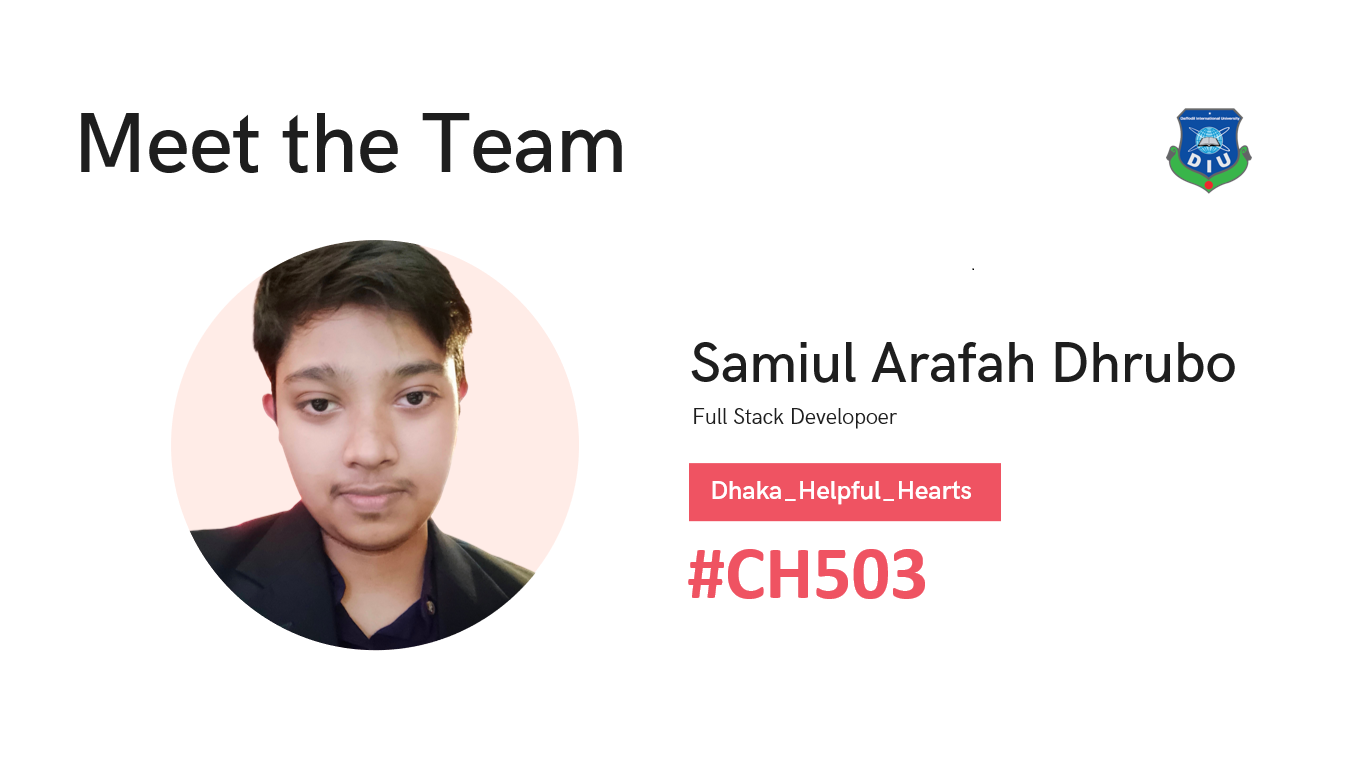 Meet the Team
Daffodil International University
DIU
.
Samiul Arafah Dhrubo
Full Stack Developoer
Dhaka_Helpful_Hearts
#CH503